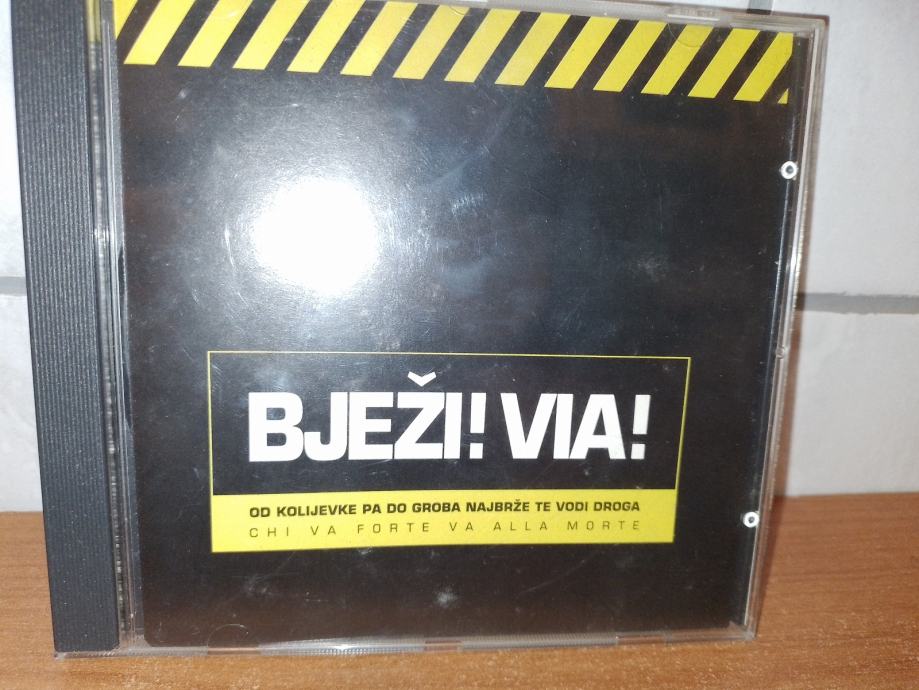 BJEŽI! VIA!
OD KOLIJEVKE PA DO GROBA NAJBRŽE TE VODI DROGA
CHI VA FORTE VA ALLA MORTE